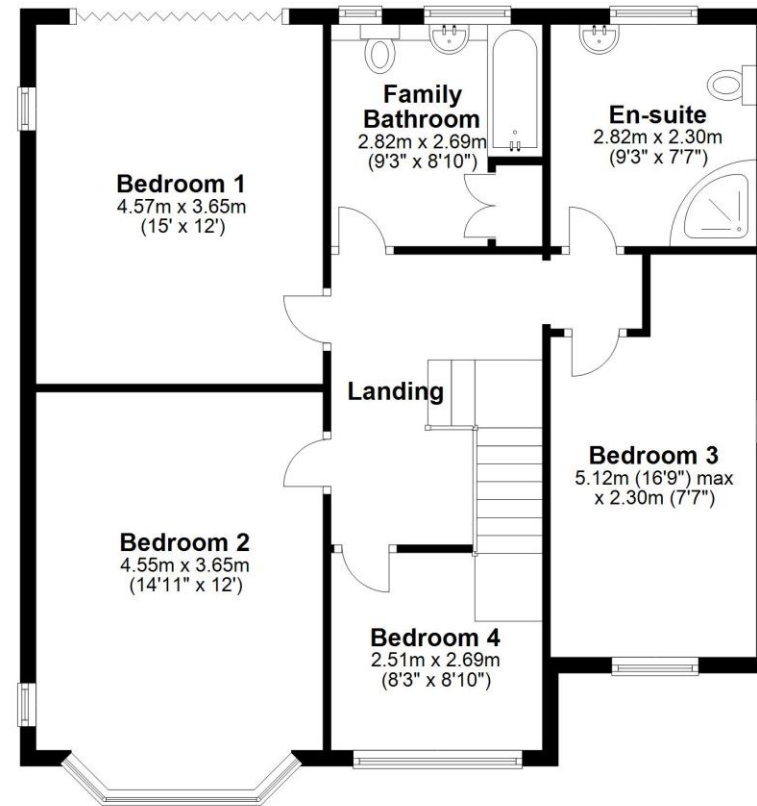 Family
Bathroom
2.82m x 2.69m
(9'3" x 8'10")
En-suite
2.82m x 2.30m
(9'3" x 7'7")
Bedroom 1
4.57m x 3.65m
(15' x 12')
Landing
Bedroom 3
5.12m (16'9") max
x 2.30m (7'7")
Bedroom 2
4.55m x 3.65m
(14'11" x 12')
Bedroom 4
2.51m x 2.69m
(8'3" x 8'10")